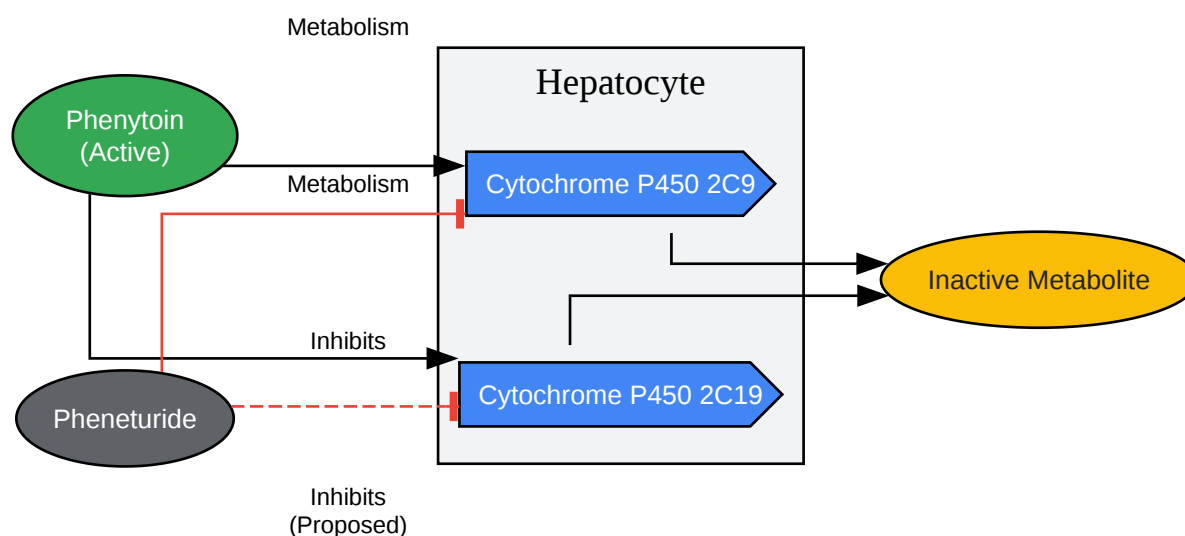 Metabolism
Hepatocyte
Phenytoin
(Active)
Metabolism
Cytochrome P450 2C9
Inactive Metabolite
Inhibits
Cytochrome P450 2C19
Pheneturide
Inhibits
(Proposed)